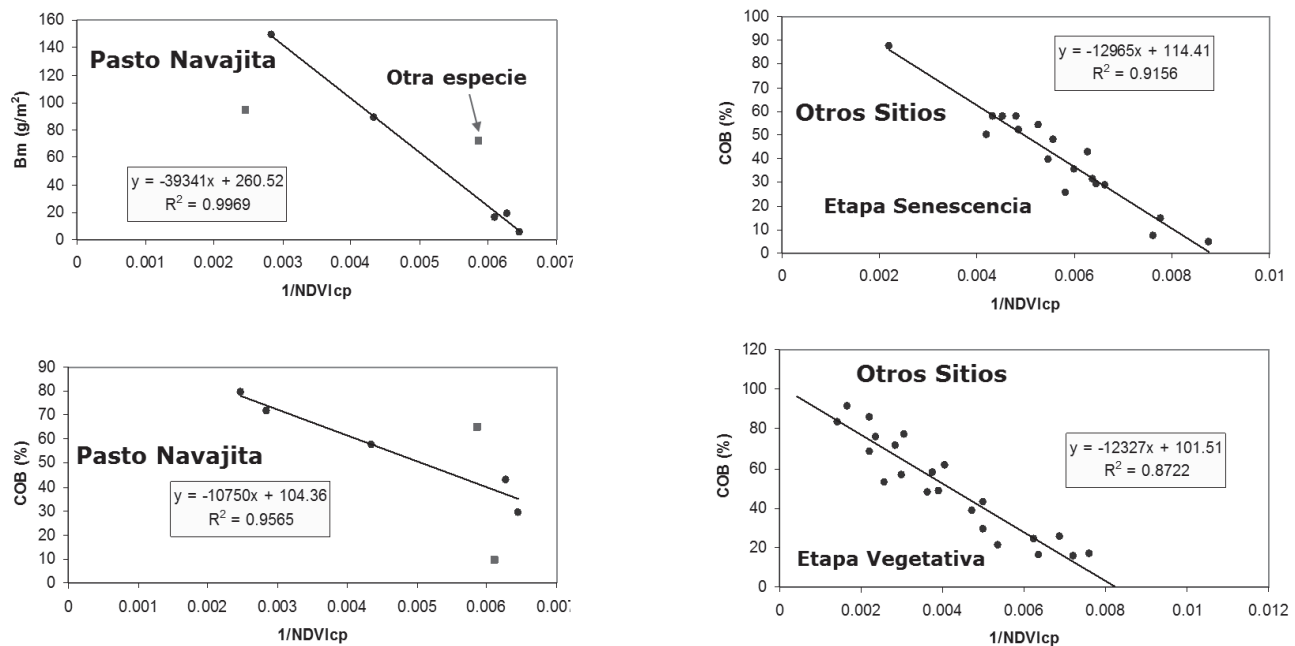 160
140
120
100
80
60
40
20
0
Bm (g/m²)
Pasto Navajita
Otra especie
y = -39341x + 260.52
R² = 0.9969
0 0.001 0.002 0.003 0.004 0.005 0.006 0.007
1/NDVIcp
100
90
80
70
60
50
40
30
20
10
0
COB (%)
y = -12965x + 114.41
R² = 0.9156
Otros Sitios
Etapa Senescencia
0 0.002 0.004 0.006 0.008 0.01
1/NDVIcp
90
80
70
60
50
40
30
20
10
0
COB (%)
Pasto Navajita
y = -10750x + 104.36
R² = 0.9565
0 0.001 0.002 0.003 0.004 0.005 0.006 0.007
1/NDVIcp
120
100
80
60
40
20
0
COB (%)
Otros Sitios
y = -12327x + 101.51
R² = 0.8722
Etapa Vegetativa
0 0.002 0.004 0.006 0.008 0.01 0.012
1/NDVIcp